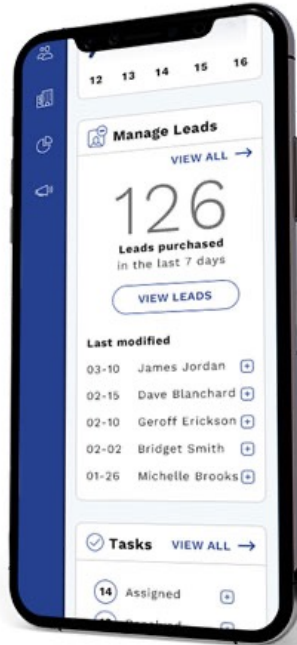 12 13 14 15 16
Manage Leads
VIEW ALL →
126
Leads purchased
in the last 7 days
VIEW LEADS
Last modified
03-10 James Jordan
02-15 Dave Blanchard
02-10 Geroff Erickson
02-02 Bridget Smith
01-26 Michelle Brooks
Tasks VIEW ALL →
14 Assigned